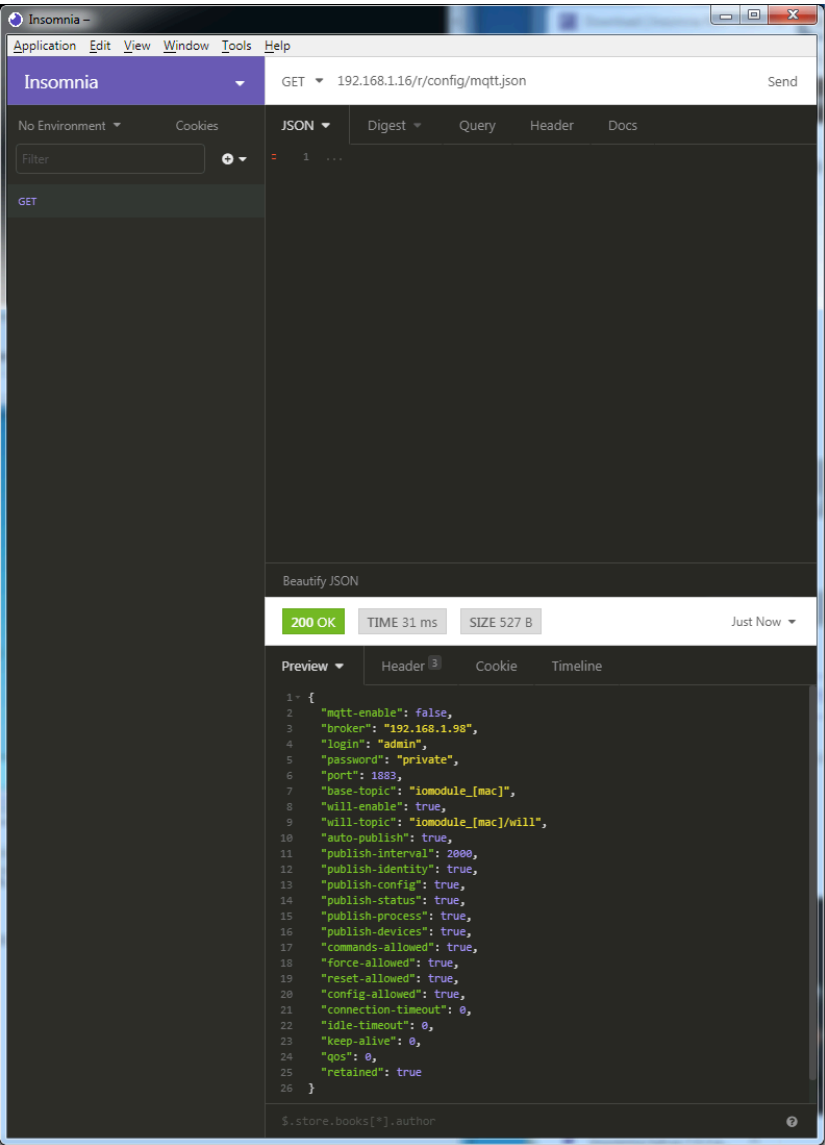 Insomnia –
Application Edit View Window Tools Help
Insomnia
GET 192.168.1.16/r/config/mqtt.json Send
No Environment Cookies
JSON Digest Query Header Docs
Filter
1 ...
GET
Beautify JSON
200 OK TIME 31 ms SIZE 527 B Just Now
Preview Header 3 Cookie Timeline
1 {
2 "mqtt-enable": false,
3 "broker": "192.168.1.98",
4 "login": "admin",
5 "password": "private",
6 "port": 1883,
7 "base-topic": "iomodule_[mac]",
8 "will-enable": true,
9 "will-topic": "iomodule_[mac]/will",
10 "auto-publish": true,
11 "publish-interval": 2000,
12 "publish-identity": true,
13 "publish-config": true,
14 "publish-status": true,
15 "publish-process": true,
16 "publish-devices": true,
17 "commands-allowed": true,
18 "force-allowed": true,
19 "reset-allowed": true,
20 "config-allowed": true,
21 "connection-timeout": 0,
22 "idle-timeout": 0,
23 "keep-alive": 0,
24 "qos": 0,
25 "retained": true
26 }
$.store.books[*].author